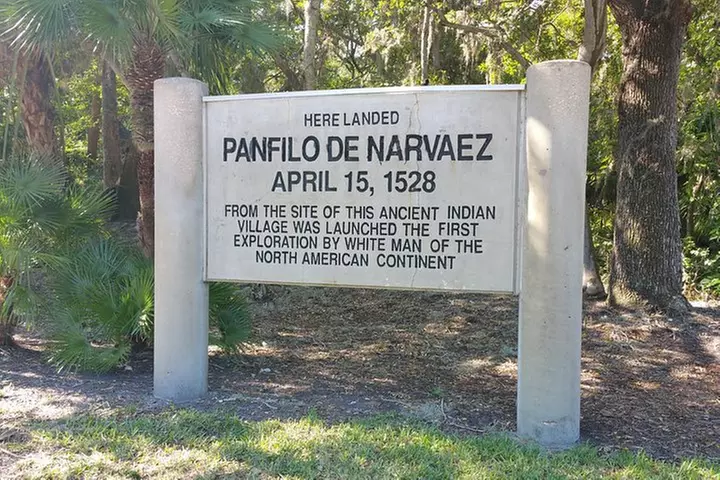 HERE LANDED
PANFILO DE NARVAEZ
APRIL 15, 1528
FROM THE SITE OF THIS ANCIENT INDIAN
VILLAGE WAS LAUNCHED THE FIRST
EXPLORATION BY WHITE MAN OF THE
NORTH AMERICAN CONTINENT